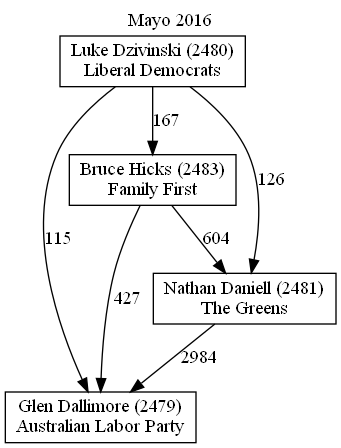 Mayo 2016
Luke Dzivinski (2480)
Liberal Democrats
167
Bruce Hicks (2483)
Family First
126
115
604
427
Nathan Daniell (2481)
The Greens
2984
Glen Dallimore (2479)
Australian Labor Party